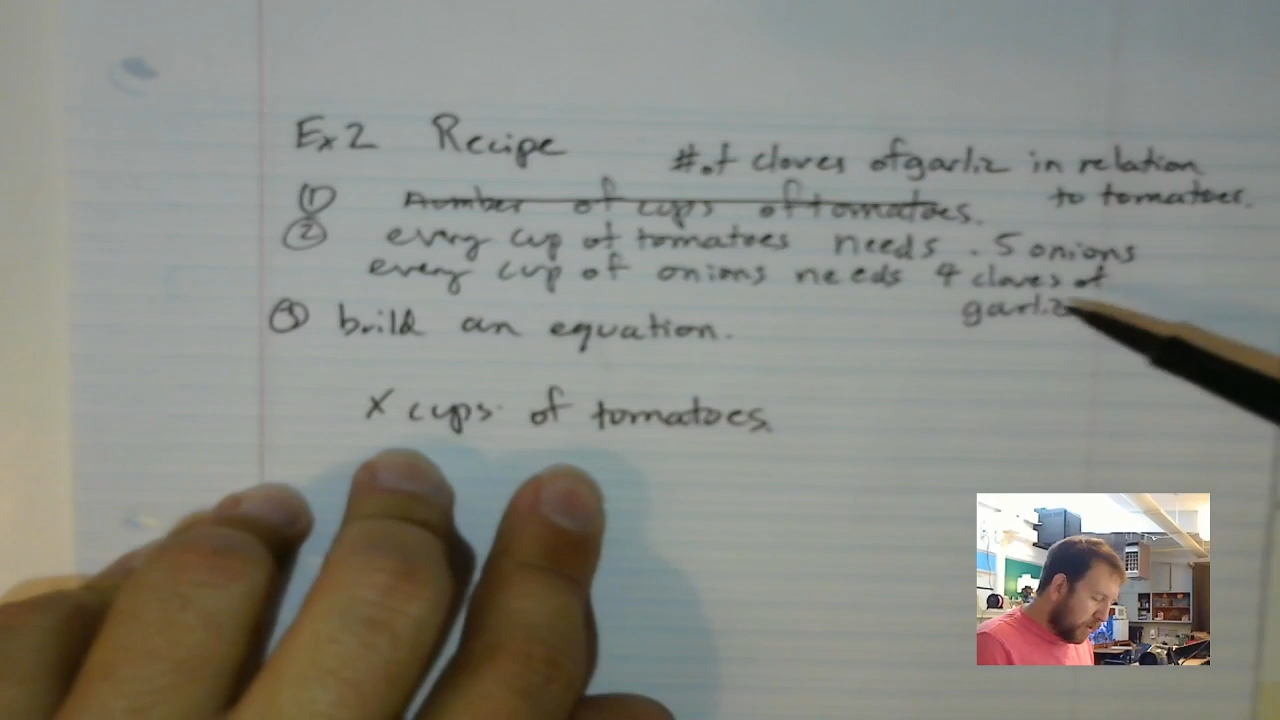 Ex 2 Recipe
#.of cloves of garlic in relation
to tomatoes.
① Number of cups of tomatoes.
② every cup of tomatoes needs .5 onions
every cup of onions needs 4 cloves of
garlic
③ build an equation.
x cups of tomatoes.